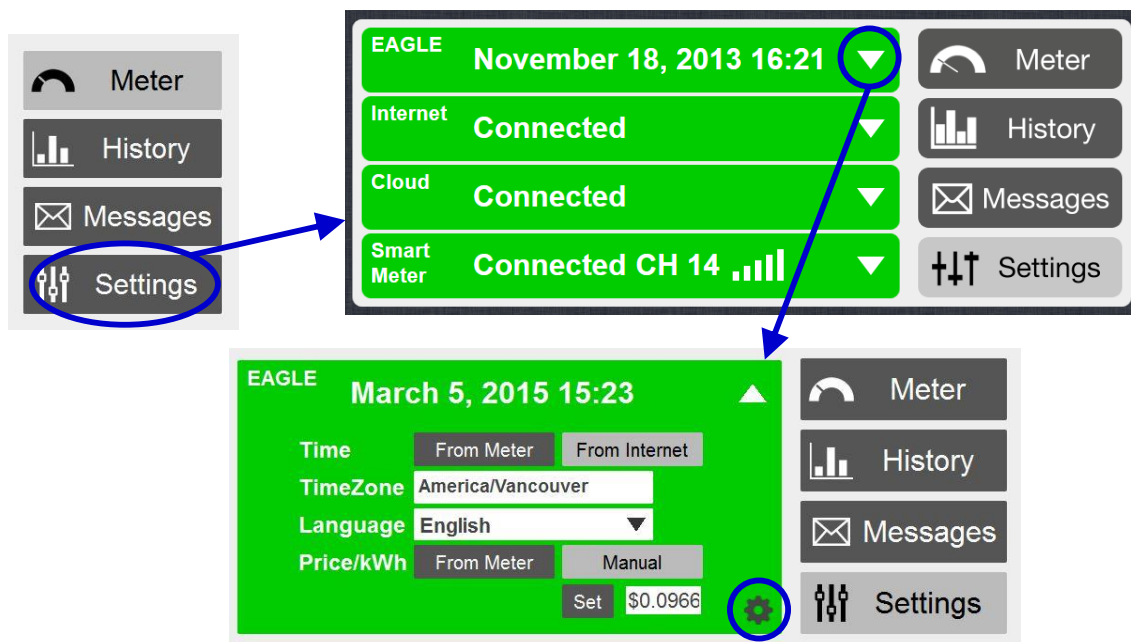 Meter
History
Messages
Settings
EAGLE November 18, 2013 16:21
Internet Connected
Cloud Connected
Smart Meter Connected CH 14
Meter
History
Messages
Settings
EAGLE
March 5, 2015 15:23
Time From Meter From Internet
TimeZone America/Vancouver
Language English
Price/kWh From Meter Manual
Set $0.0966
Meter
History
Messages
Settings